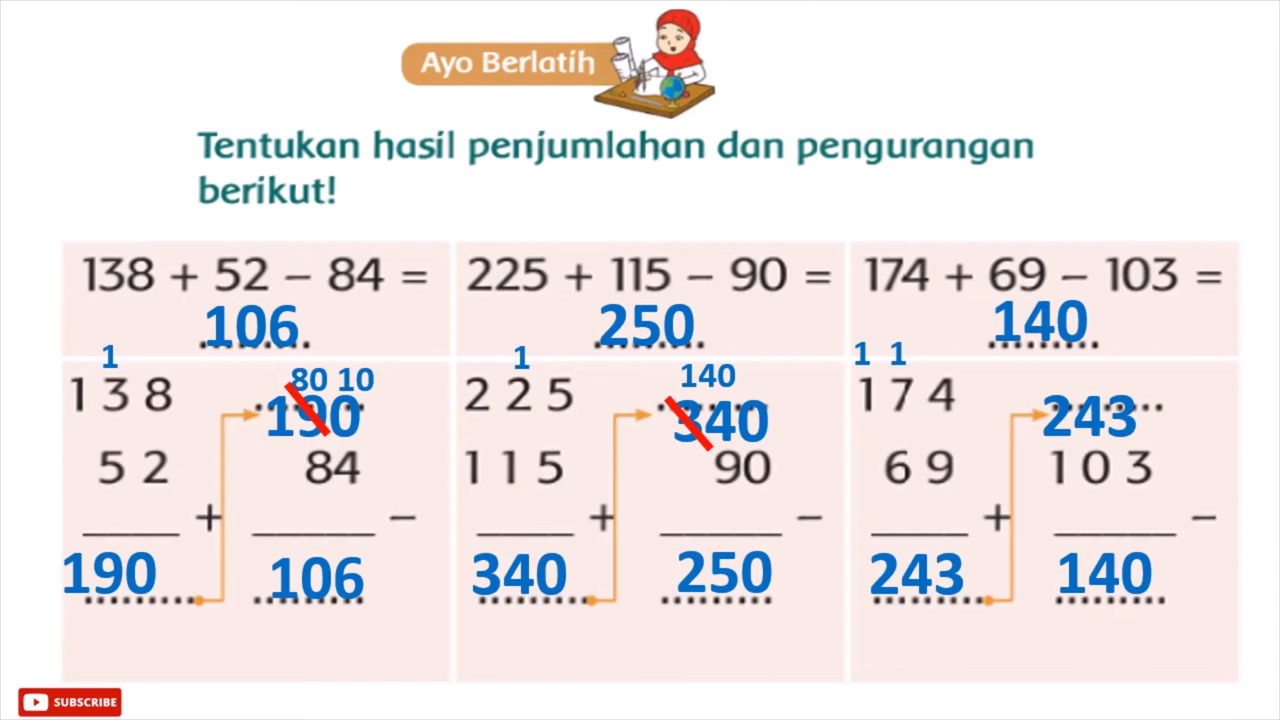 Ayo Berlatih
Tentukan hasil penjumlahan dan pengurangan
berikut!
138 + 52 – 84 =
106
225 + 115 – 90 =
250
174 + 69 – 103 =
140
1
1 3 8
5 2
+
190
80 10
190
84
–
106
1
2 2 5
1 1 5
+
340
140
340
90
–
250
1 1
1 7 4
6 9
+
243
243
1 0 3
–
140
SUBSCRIBE